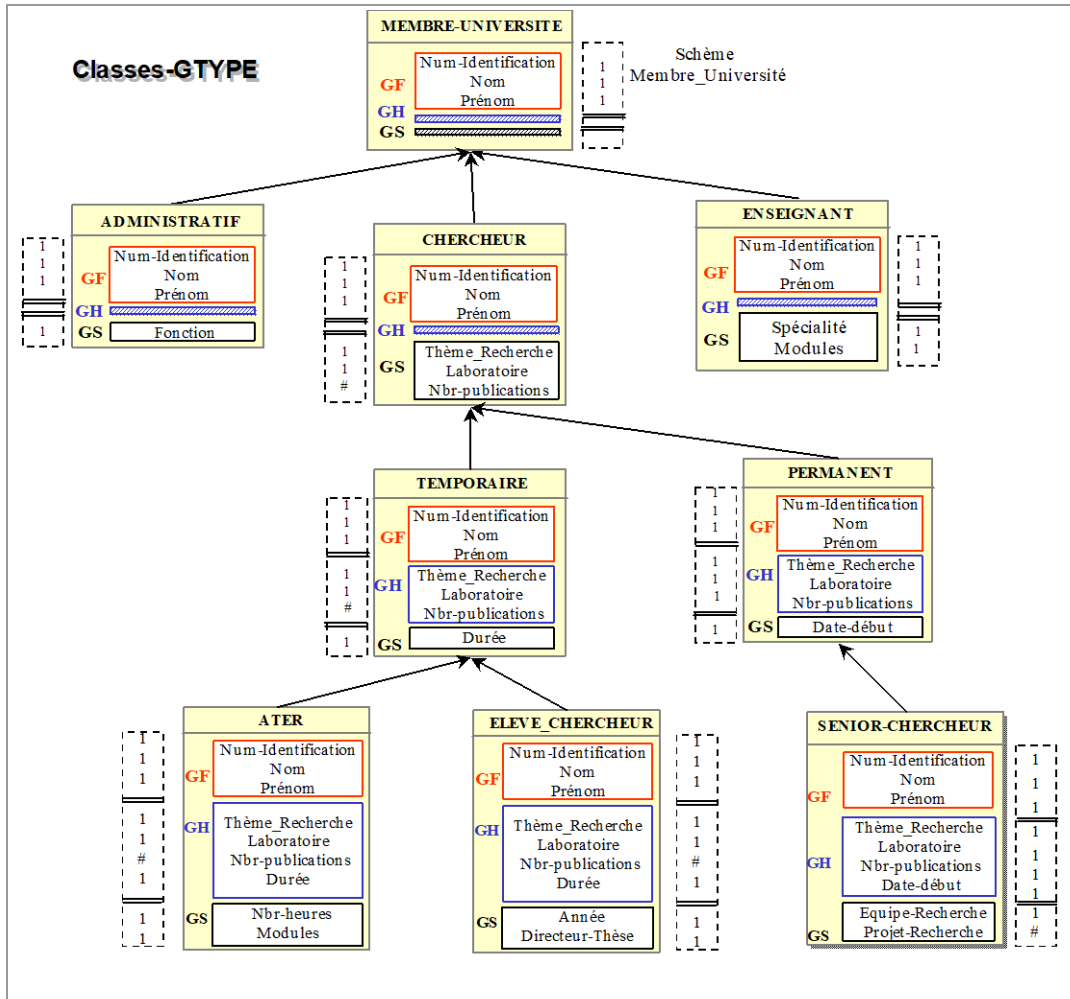 MEMBRE-UNIVERSITE
Classes-GTYPE
Schème
Membre_Université
GF
Num-Identification
Nom
Prénom
GH
GS
1
1
1
ADMINISTRATIF
1
1
1
1
GF
Num-Identification
Nom
Prénom
GH
GS
Fonction
CHERCHEUR
1
1
1
1
1
#
GF
Num-Identification
Nom
Prénom
GH
GS
Thème_Recherche
Laboratoire
Nbr-publications
ENSEIGNANT
GF
Num-Identification
Nom
Prénom
GH
GS
Spécialité
Modules
1
1
1
1
1
TEMPORAIRE
1
1
1
1
1
#
1
GF
Num-Identification
Nom
Prénom
GH
Thème_Recherche
Laboratoire
Nbr-publications
GS
Durée
PERMANENT
1
1
1
1
1
1
1
GF
Num-Identification
Nom
Prénom
GH
Thème_Recherche
Laboratoire
Nbr-publications
GS
Date-début
ATER
1
1
1
1
1
#
1
1
1
GF
Num-Identification
Nom
Prénom
GH
Thème_Recherche
Laboratoire
Nbr-publications
Durée
GS
Nbr-heures
Modules
ELEVE_CHERCHEUR
GF
Num-Identification
Nom
Prénom
GH
Thème_Recherche
Laboratoire
Nbr-publications
Durée
GS
Année
Directeur-Thèse
1
1
1
1
1
#
1
1
1
SENIOR-CHERCHEUR
GF
Num-Identification
Nom
Prénom
GH
Thème_Recherche
Laboratoire
Nbr-publications
Date-début
GS
Equipe-Recherche
Projet-Recherche
1
1
1
1
1
1
1
1
#